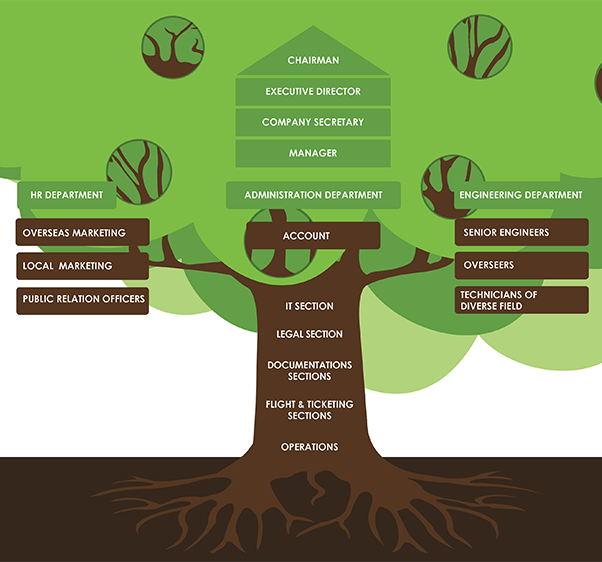 CHAIRMAN
EXECUTIVE DIRECTOR
COMPANY SECRETARY
MANAGER
HR DEPARTMENT
ADMINISTRATION DEPARTMENT
ENGINEERING DEPARTMENT
OVERSEAS MARKETING
LOCAL MARKETING
PUBLIC RELATION OFFICERS
ACCOUNT
IT SECTION
LEGAL SECTION
DOCUMENTATIONS
SECTIONS
FLIGHT & TICKETING
SECTIONS
OPERATIONS
SENIOR ENGINEERS
OVERSEERS
TECHNICIANS OF
DIVERSE FIELD